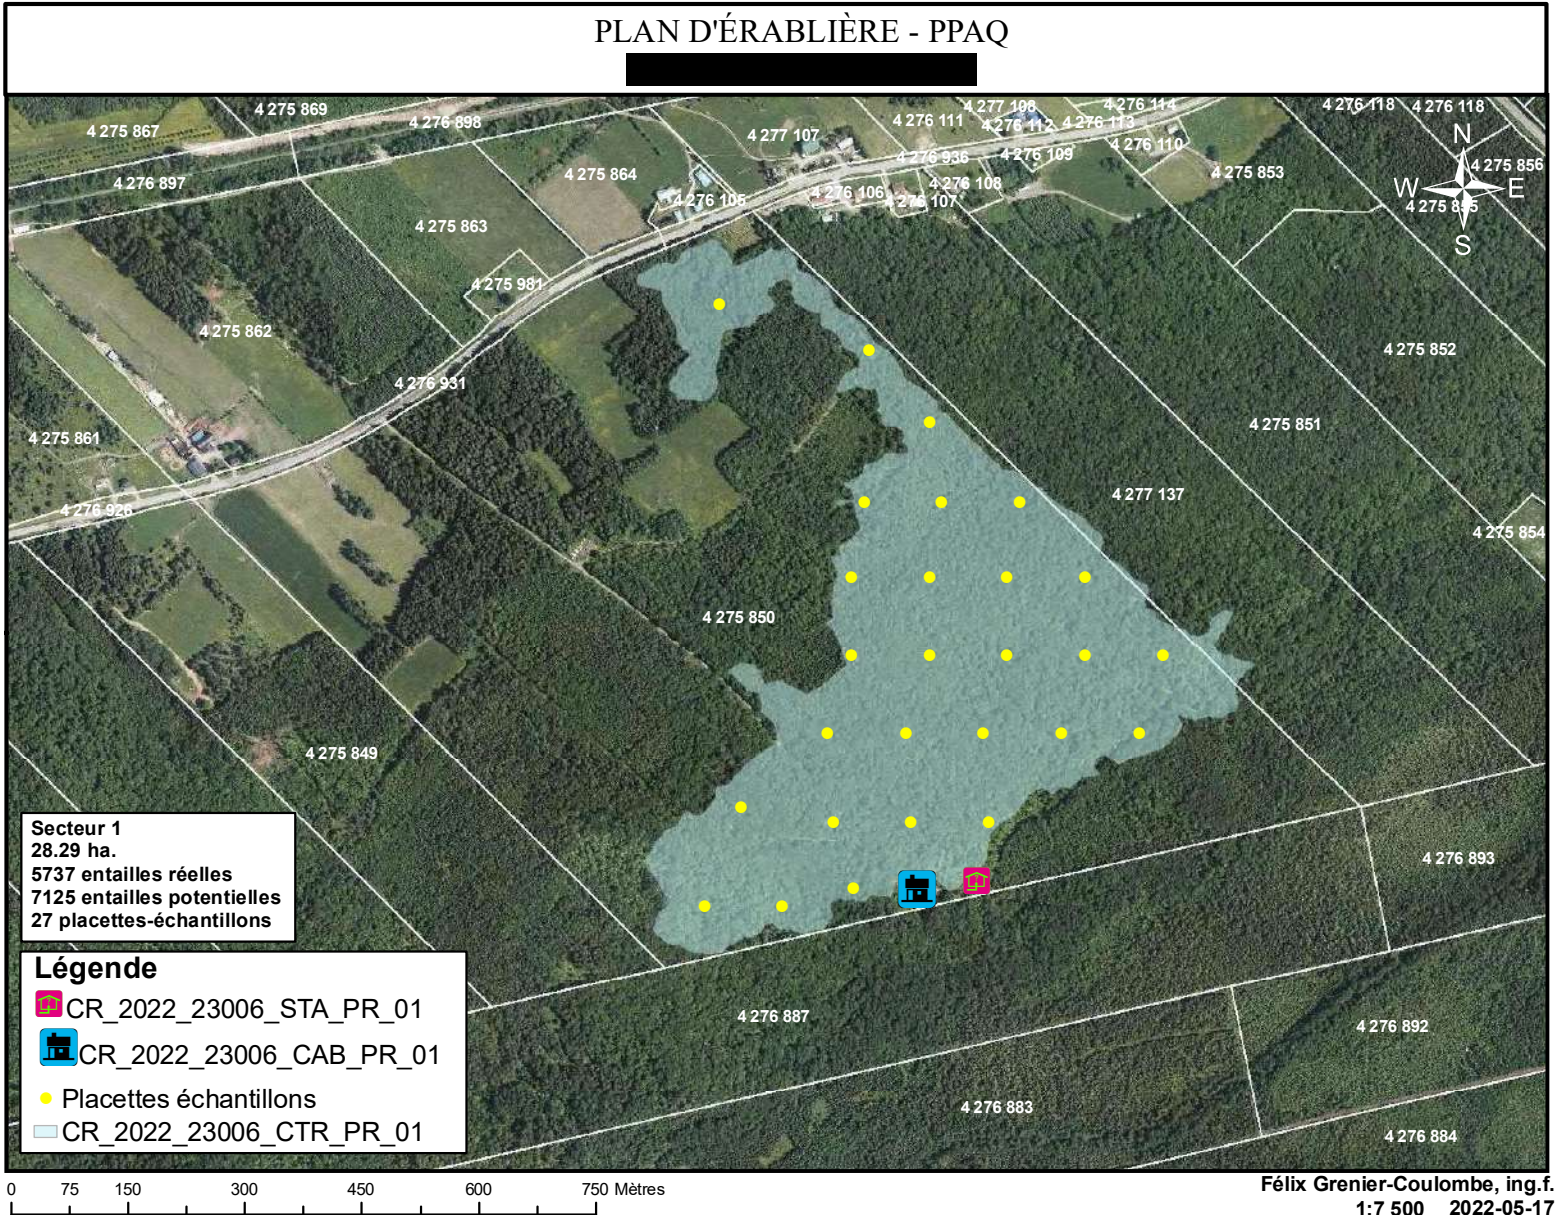 PLAN D'ÉRABLIÈRE - PPAQ
4 275 869
4 277 108
4 276 114
4 276 118
4 276 118
4 275 867
4 276 898
4 277 107
4 276 111
4 276 112
4 276 113
4 276 110
N
4 276 897
4 275 864
4 276 936
4 276 109
4 275 853
4 275 856
W
E
4 276 105
4 276 106
4 276 108
4 276 107
4 275 855
4 275 863
S
4 275 981
4 275 862
4 275 852
4 276 931
4 275 861
4 275 851
4 277 137
4 276 926
4 275 854
4 275 850
4 275 849
Secteur 1
28.29 ha.
5737 entailles réelles
7125 entailles potentielles
27 placettes-échantillons
4 276 893
Légende
CR_2022_23006_STA_PR_01
CR_2022_23006_CAB_PR_01
Placettes échantillons
CR_2022_23006_CTR_PR_01
4 276 887
4 276 892
4 276 883
4 276 884
0 75 150 300 450 600 750 Mètres
Félix Grenier-Coulombe, ing.f.
1:7 500 2022-05-17